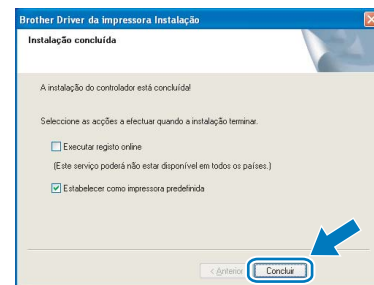 Brother Driver da impressora Instalação
Instalação concluída
A instalação do controlador está concluída!
Seleccione as acções a efectuar quando a instalação terminar.
Executar registo online
(Este serviço poderá não estar disponível em todos os países.)
Estabelecer como impressora predefinida
< Anterior Concluir